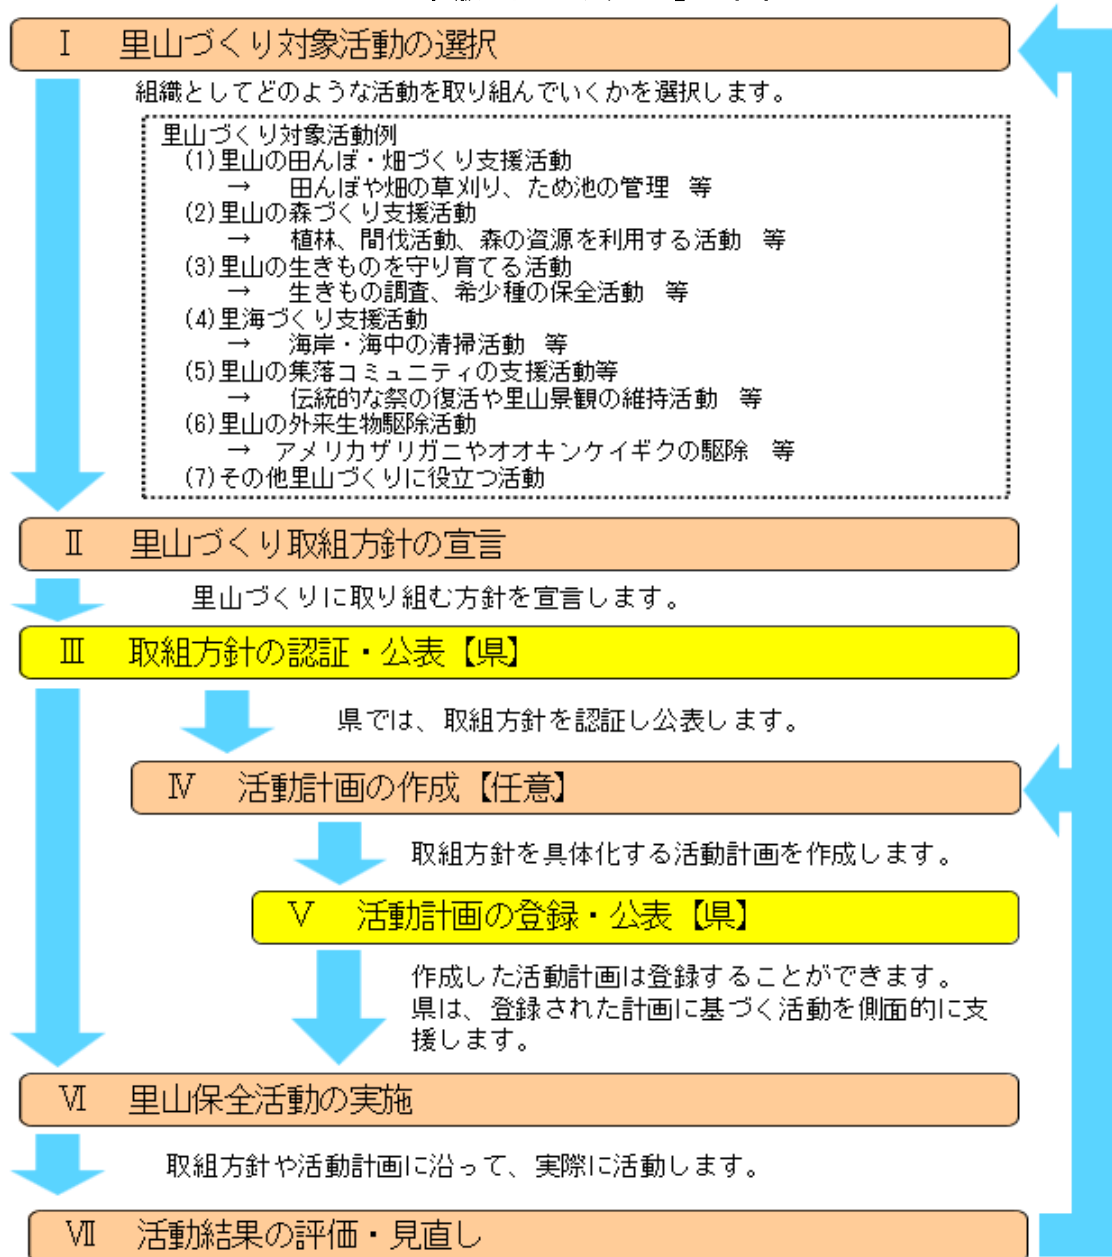 Ⅰ 里山づくり対象活動の選択
組織としてどのような活動を取り組んでいくかを選択します。
里山づくり対象活動例
(1)里山の田んぼ・畑づくり支援活動
→ 田んぼや畑の草刈り、ため池の管理 等
(2)里山の森づくり支援活動
→ 植林、間伐活動、森の資源を利用する活動 等
(3)里山の生きものを守り育てる活動
→ 生きもの調査、希少種の保全活動 等
(4)里海づくり支援活動
→ 海岸・海中の清掃活動 等
(5)里山の集落コミュニティの支援活動等
→ 伝統的な祭の復活や里山景観の維持活動 等
(6)里山の外来生物駆除活動
→ アメリカザリガニやオオキンケイギクの駆除 等
(7)その他里山づくりに役立つ活動
Ⅱ 里山づくり取組方針の宣言
里山づくりに取り組む方針を宣言します。
Ⅲ 取組方針の認証・公表【県】
県では、取組方針を認証し公表します。
Ⅳ 活動計画の作成【任意】
取組方針を具体化する活動計画を作成します。
Ⅴ 活動計画の登録・公表【県】
作成した活動計画は登録することができます。
県は、登録された計画に基づく活動を側面的に支
援します。
Ⅵ 里山保全活動の実施
取組方針や活動計画に沿って、実際に活動します。
Ⅶ 活動結果の評価・見直し